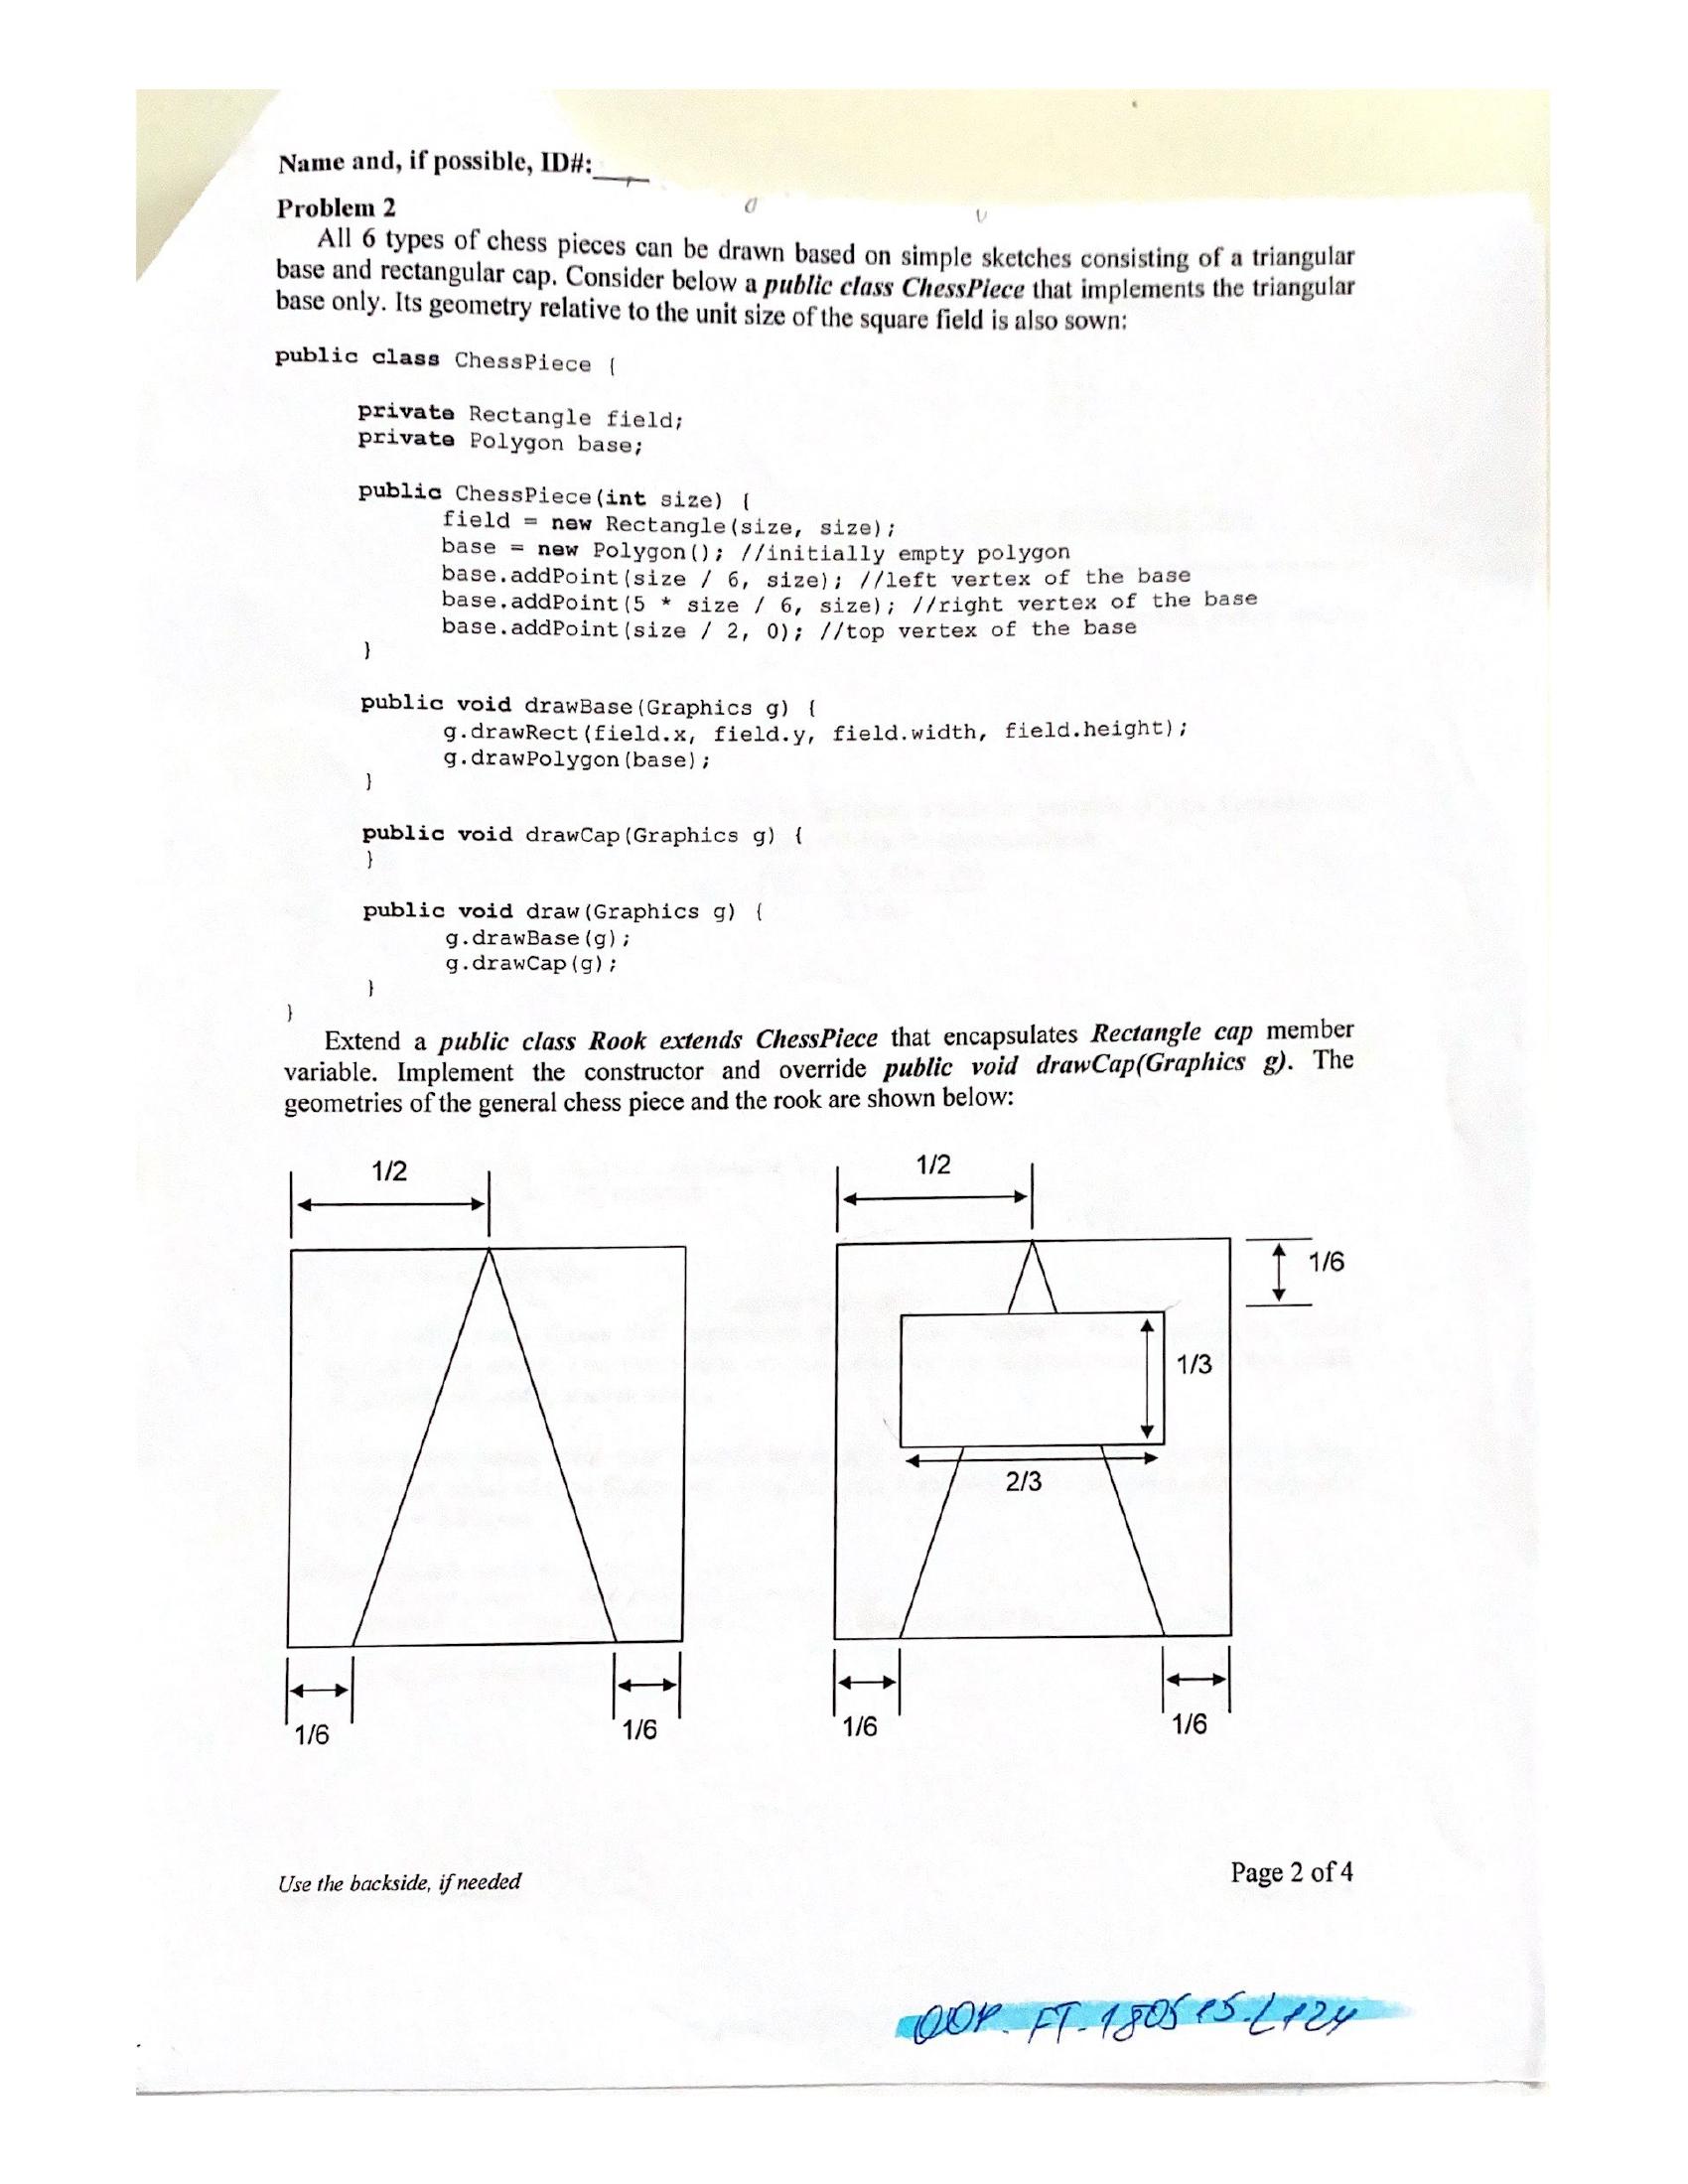 Name and, if possible, ID#:
Problem 2
All 6 types of chess pieces can be drawn based on simple sketches consisting of a triangular
base and rectangular cap. Consider below a public class ChessPiece that implements the triangular
base only. Its geometry relative to the unit size of the square field is also sown:
public class ChessPiece {
private Rectangle field;
private Polygon base;
public ChessPiece(int size) {
field = new Rectangle(size, size);
base = new Polygon(); //initially empty polygon
base.addPoint(size / 6, size); //left vertex of the base
base.addPoint(5 * size / 6, size); //right vertex of the base
base.addPoint(size / 2, 0); //top vertex of the base
}
public void drawBase(Graphics g) {
g.drawRect(field.x, field.y, field.width, field.height);
g.drawPolygon(base);
}
public void drawCap(Graphics g) {
}
public void draw(Graphics g) {
g.drawBase(g);
g.drawCap(g);
}
}
Extend a public class Rook extends ChessPiece that encapsulates Rectangle cap member
variable. Implement the constructor and override public void drawCap(Graphics g). The
geometries of the general chess piece and the rook are shown below:
1/2
1/6
1/6
1/2
1/6
1/3
2/3
1/6
1/6
Use the backside, if needed
Page 2 of 4